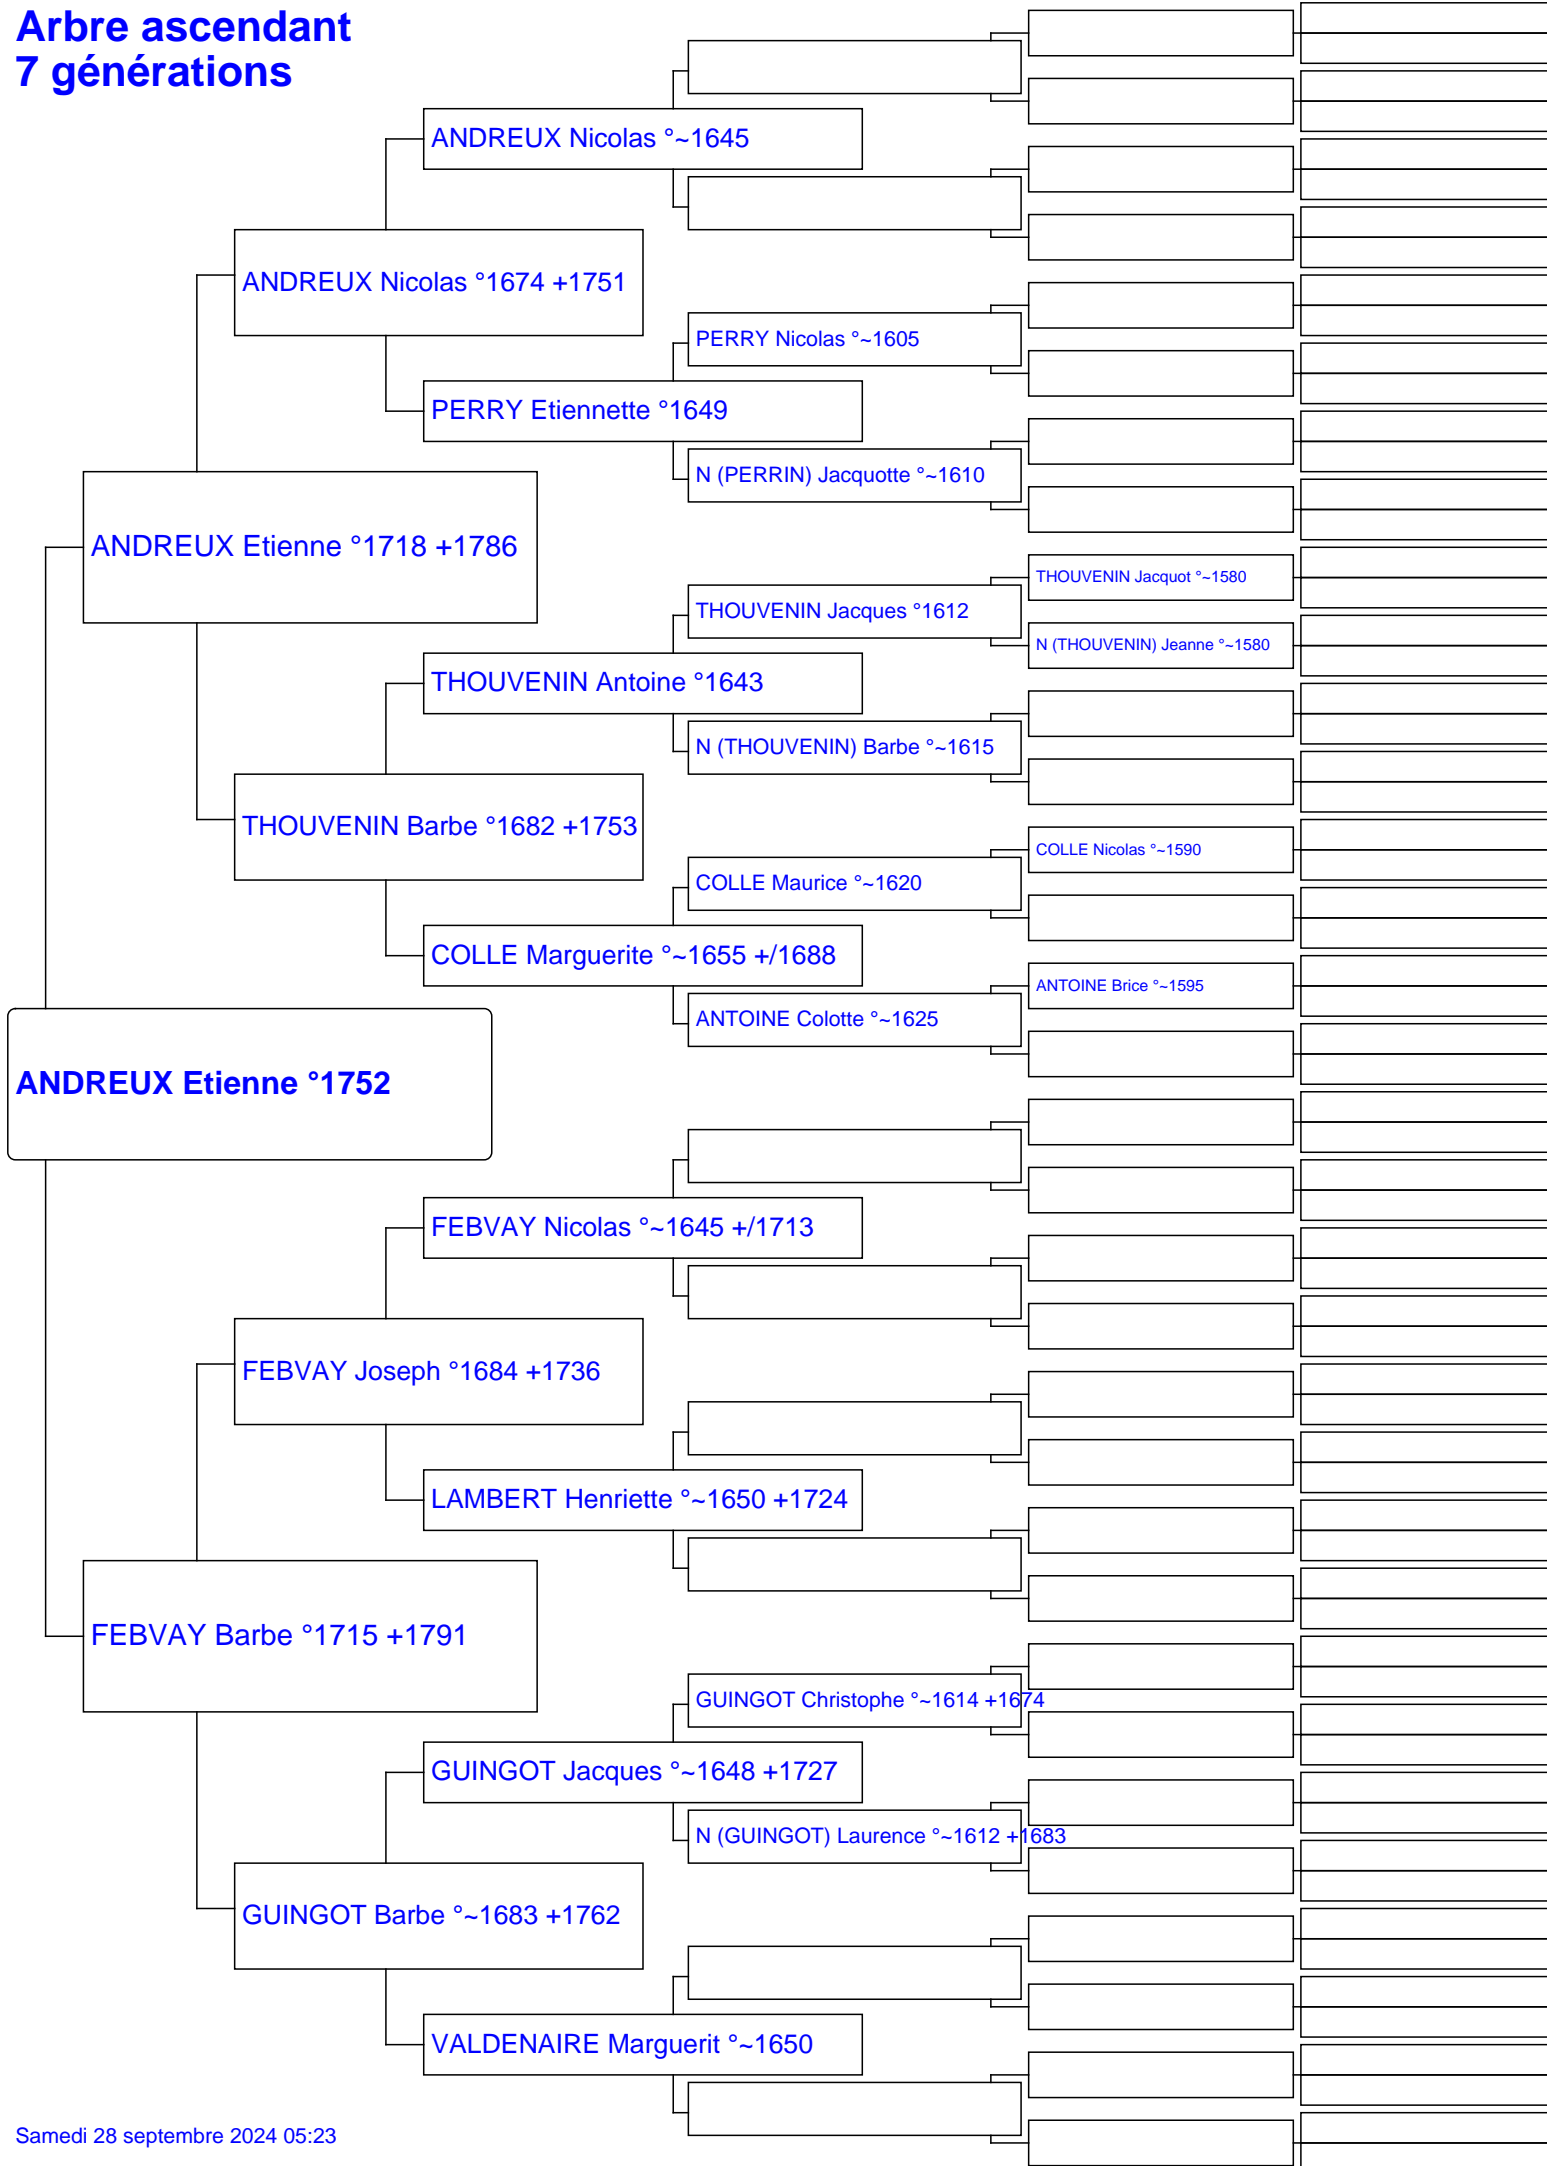 Arbre ascendant
7 générations
ANDREUX Nicolas °~1645
ANDREUX Nicolas °1674 +1751
PERRY Nicolas °~1605
PERRY Etiennette °1649
N (PERRIN) Jacquotte °~1610
ANDREUX Etienne °1718 +1786
THOUVENIN Jacquot °~1580
THOUVENIN Jacques °1612
N (THOUVENIN) Jeanne °~1580
THOUVENIN Antoine °1643
N (THOUVENIN) Barbe °~1615
THOUVENIN Barbe °1682 +1753
COLLE Nicolas °~1590
COLLE Maurice °~1620
COLLE Marguerite °~1655 +/1688
ANTOINE Brice °~1595
ANTOINE Colotte °~1625
ANDREUX Etienne °1752
FEBVAY Nicolas °~1645 +/1713
FEBVAY Joseph °1684 +1736
LAMBERT Henriette °~1650 +1724
FEBVAY Barbe °1715 +1791
GUINGOT Christophe °~1614 +1674
GUINGOT Jacques °~1648 +1727
N (GUINGOT) Laurence °~1612 +1683
GUINGOT Barbe °~1683 +1762
VALDENAIRE Marguerit °~1650
Samedi 28 septembre 2024 05:23